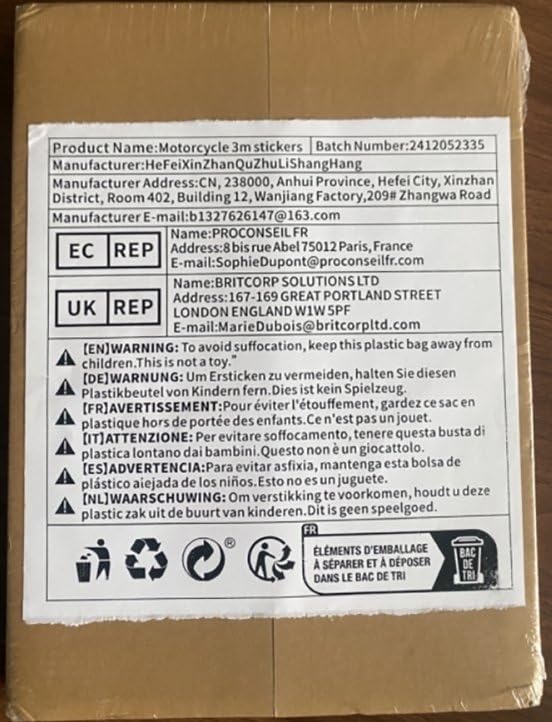 Product Name:Motorcycle 3m stickers Batch Number:2412052335
Manufacturer:HeFeiXinZhanQuZhuLiShangHang
Manufacturer Address:CN, 238000, Anhui Province, Hefei City, Xinzhan
District, Room 402, Building 12, Wanjiang Factory,209# Zhangwa Road
Manufacturer E-mail:b1327626147@163.com
EC REP
Name:PROCONSEIL FR
Address:8 bis rue Abel 75012 Paris, France
E-mail:SophieDupont@proconseilfr.com
UK REP
Name:BRITCORP SOLUTIONS LTD
Address:167-169 GREAT PORTLAND STREET
LONDON ENGLAND W1W 5PF
E-mail:MarieDubois@britcorpltd.com
[EN]WARNING: To avoid suffocation, keep this plastic bag away from
children.This is not a toy."
[DE]WARNUNG: Um Ersticken zu vermeiden, halten Sie diesen
Plastikbeutel von Kindern fern.Dies ist kein Spielzeug.
[FR]AVERTISSEMENT:Pour éviter l'étouffement, gardez ce sac en
plastique hors de portée des enfants.Ce n'est pas un jouet.
[IT]ATTENZIONE: Per evitare soffocamento, tenere questa busta di
plastica lontano dai bambini.Questo non è un giocattolo.
[ES]ADVERTENCIA:Para evitar asfixia, mantenga esta bolsa de
plástico aiejada de los niños.Esto no es un juguete.
[NL]WAARSCHUWING: Om verstikking te voorkomen, houdt u deze
plastic zak uit de buurt van kinderen.Dit is geen speelgoed.
®
FR
ÉLÉMENTS D'EMBALLAGE
À SÉPARER ET À DÉPOSER
DANS LE BAC DE TRI
BAC
DE
TRI